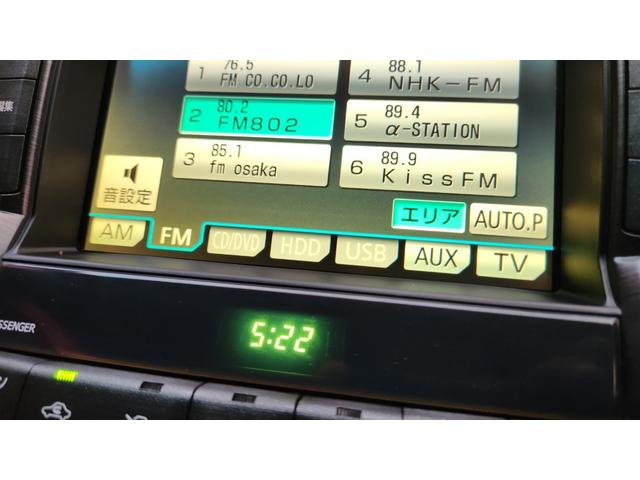 編集
1 76.5 FM CO.CO.LO
4 88.1 NHK-FM
2 80.2 FM802
5 89.4 α-STATION
3 85.1 fm osaka
6 89.9 KissFM
音設定
エリア AUTO.P
AM FM CD/DVD HDD USB AUX TV
5:22